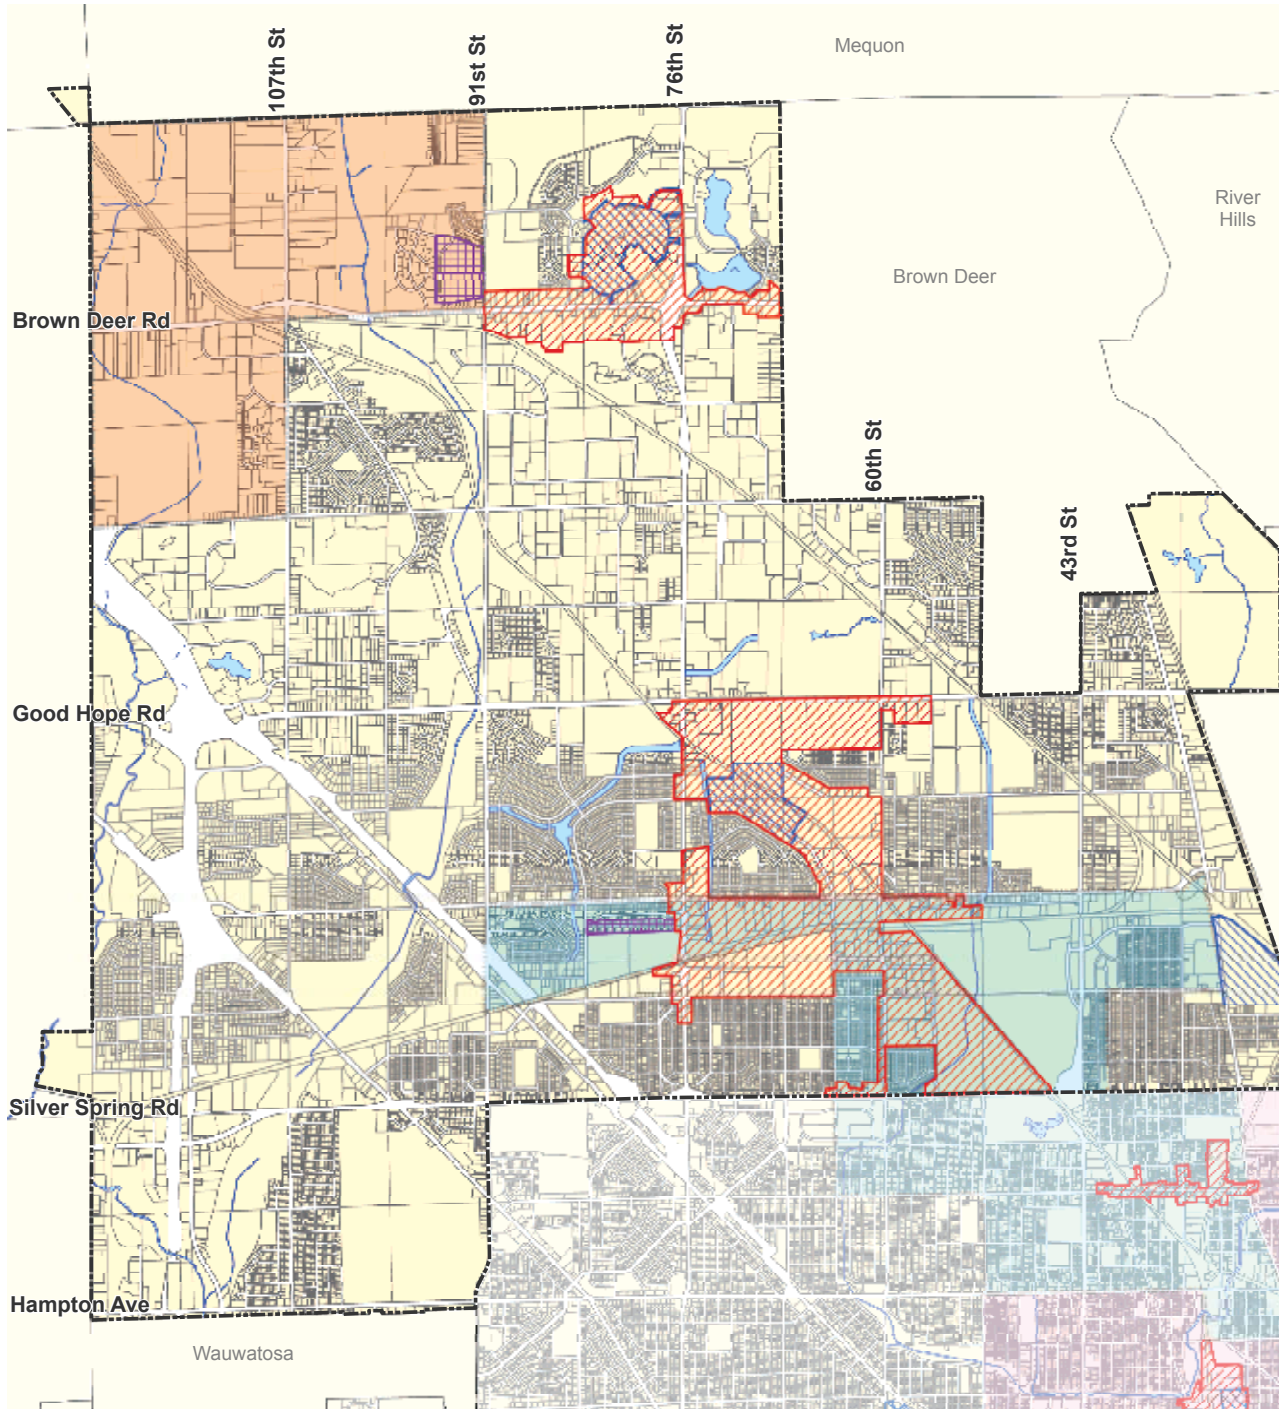 Mequon
107th St
91st St
76th St
River
Hills
Brown Deer
Brown Deer Rd
60th St
43rd St
Good Hope Rd
Silver Spring Rd
Hampton Ave
Wauwatosa